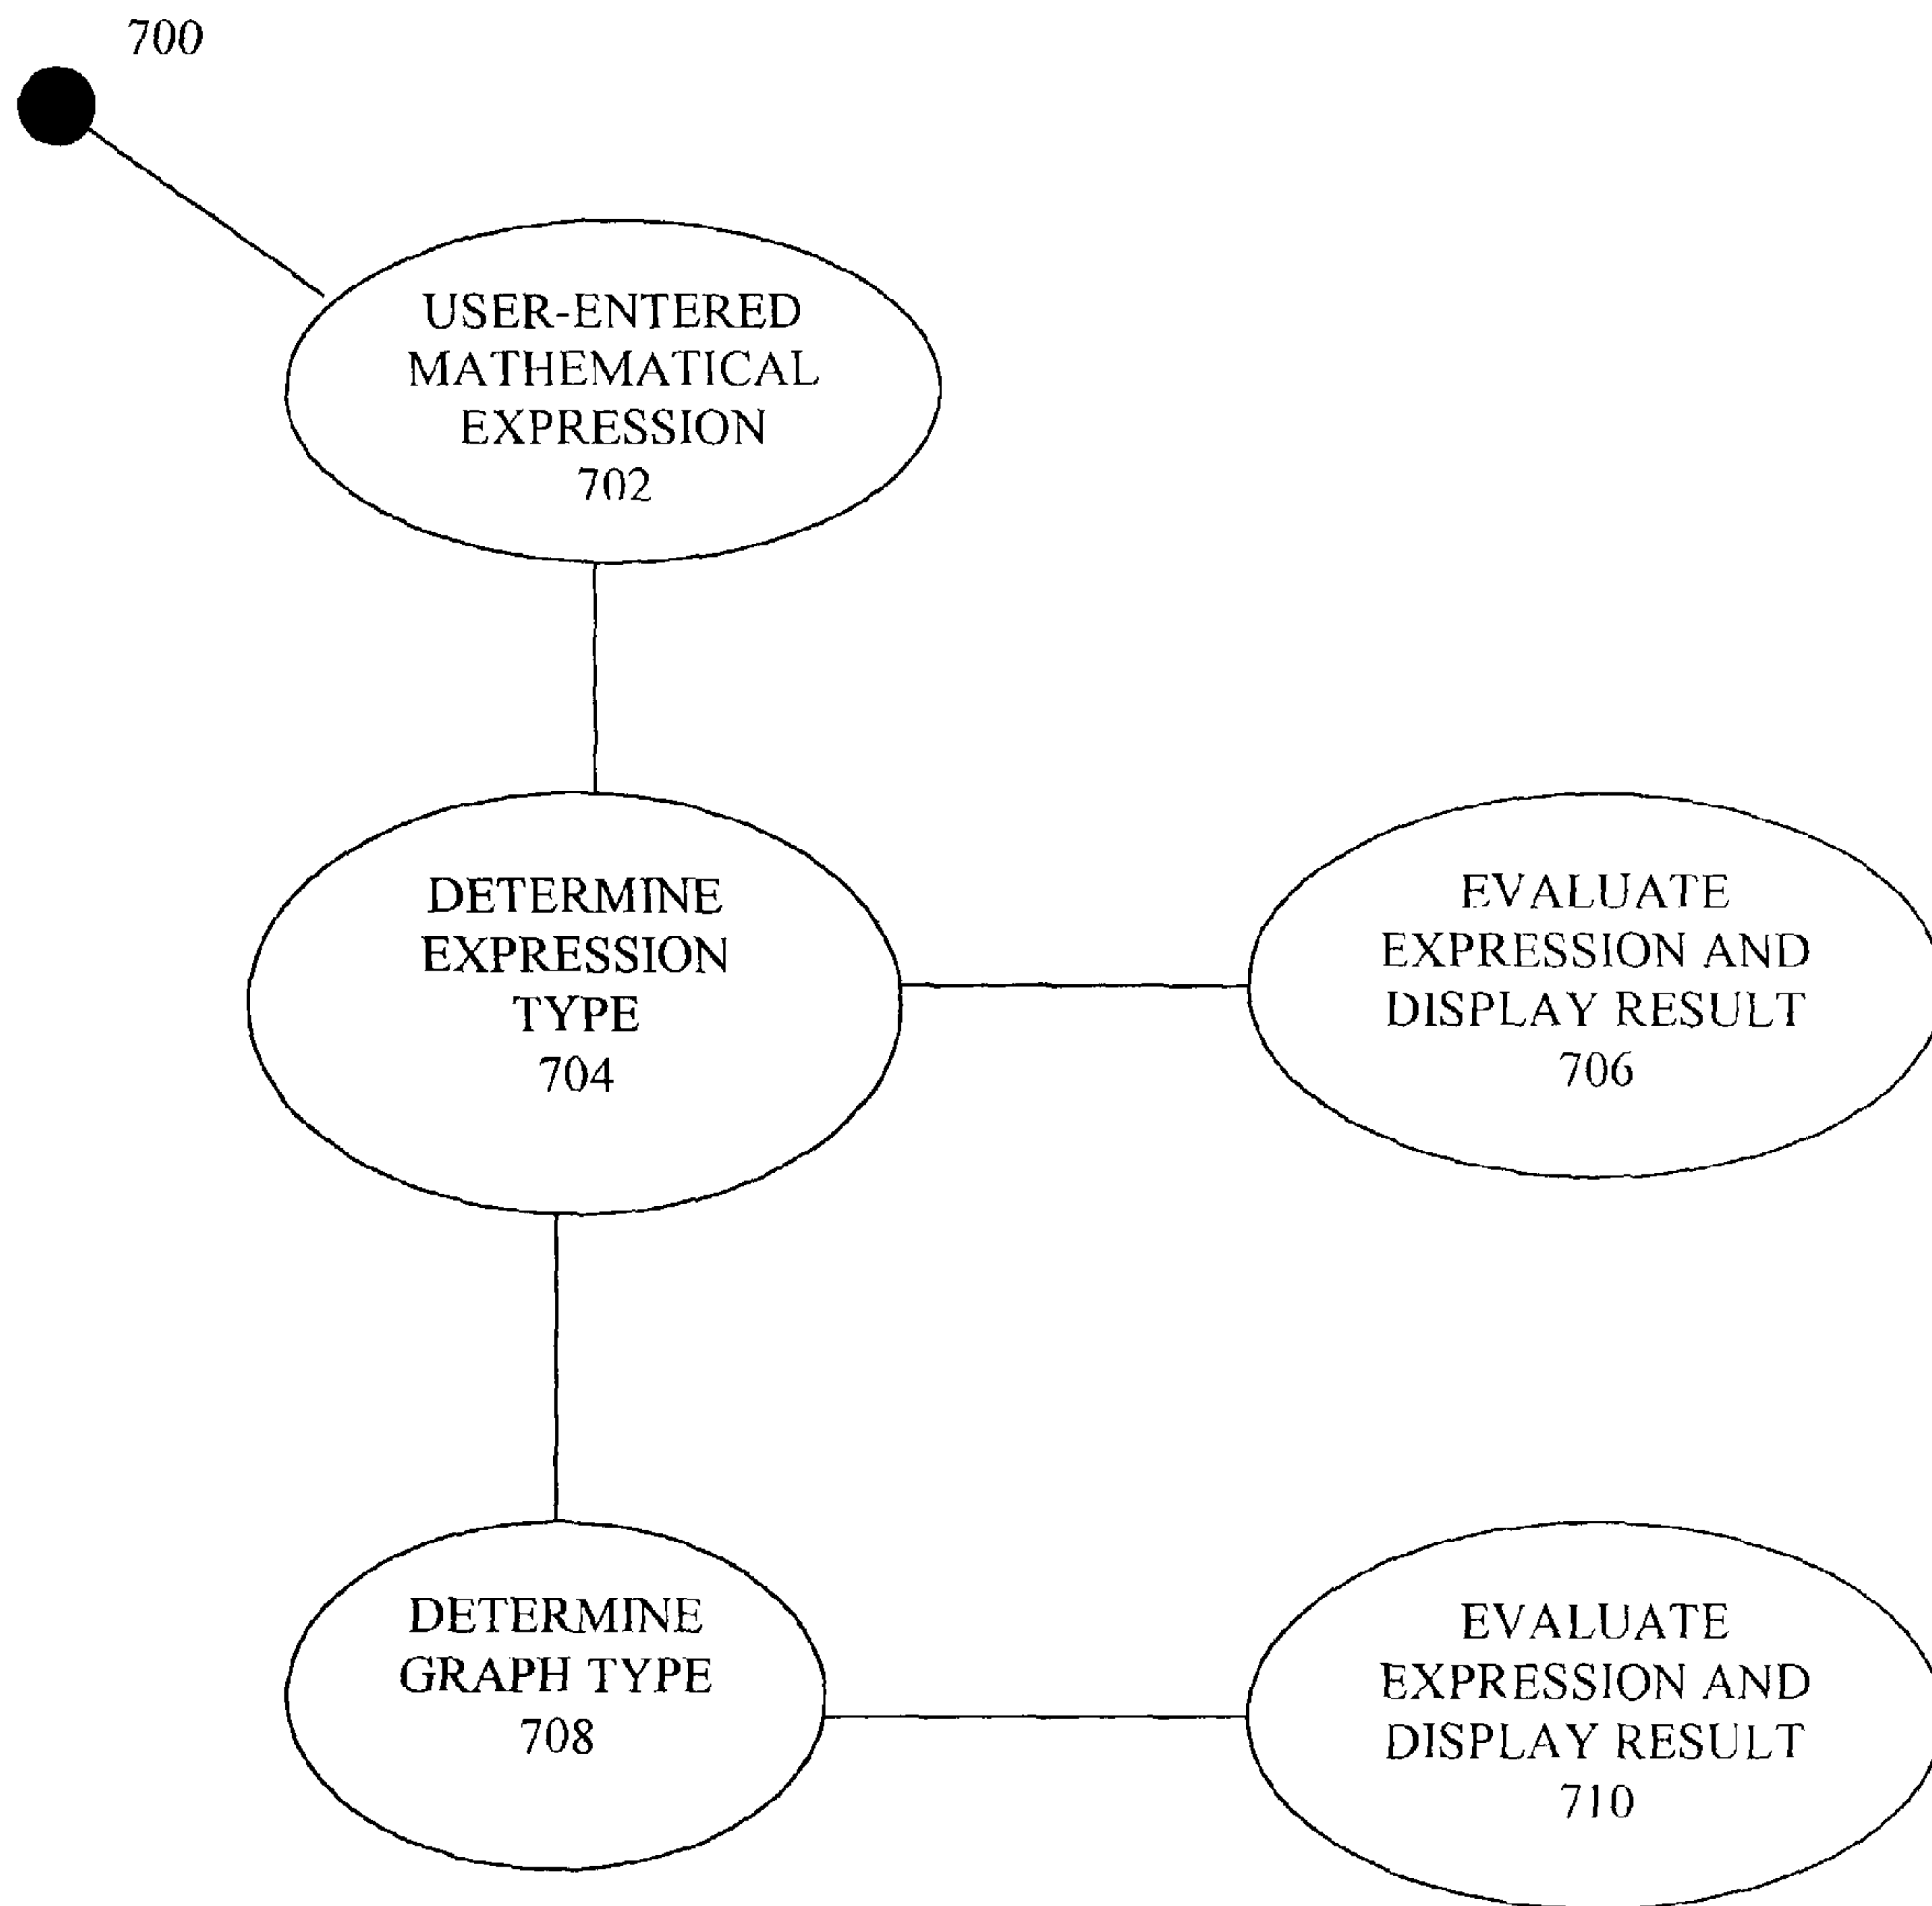 700
USER-ENTERED
MATHEMATICAL
EXPRESSION
702
DETERMINE
EXPRESSION
TYPE
704
EVALUATE
EXPRESSION AND
DISPLAY RESULT
706
DETERMINE
GRAPH TYPE
708
EVALUATE
EXPRESSION AND
DISPLAY RESULT
710